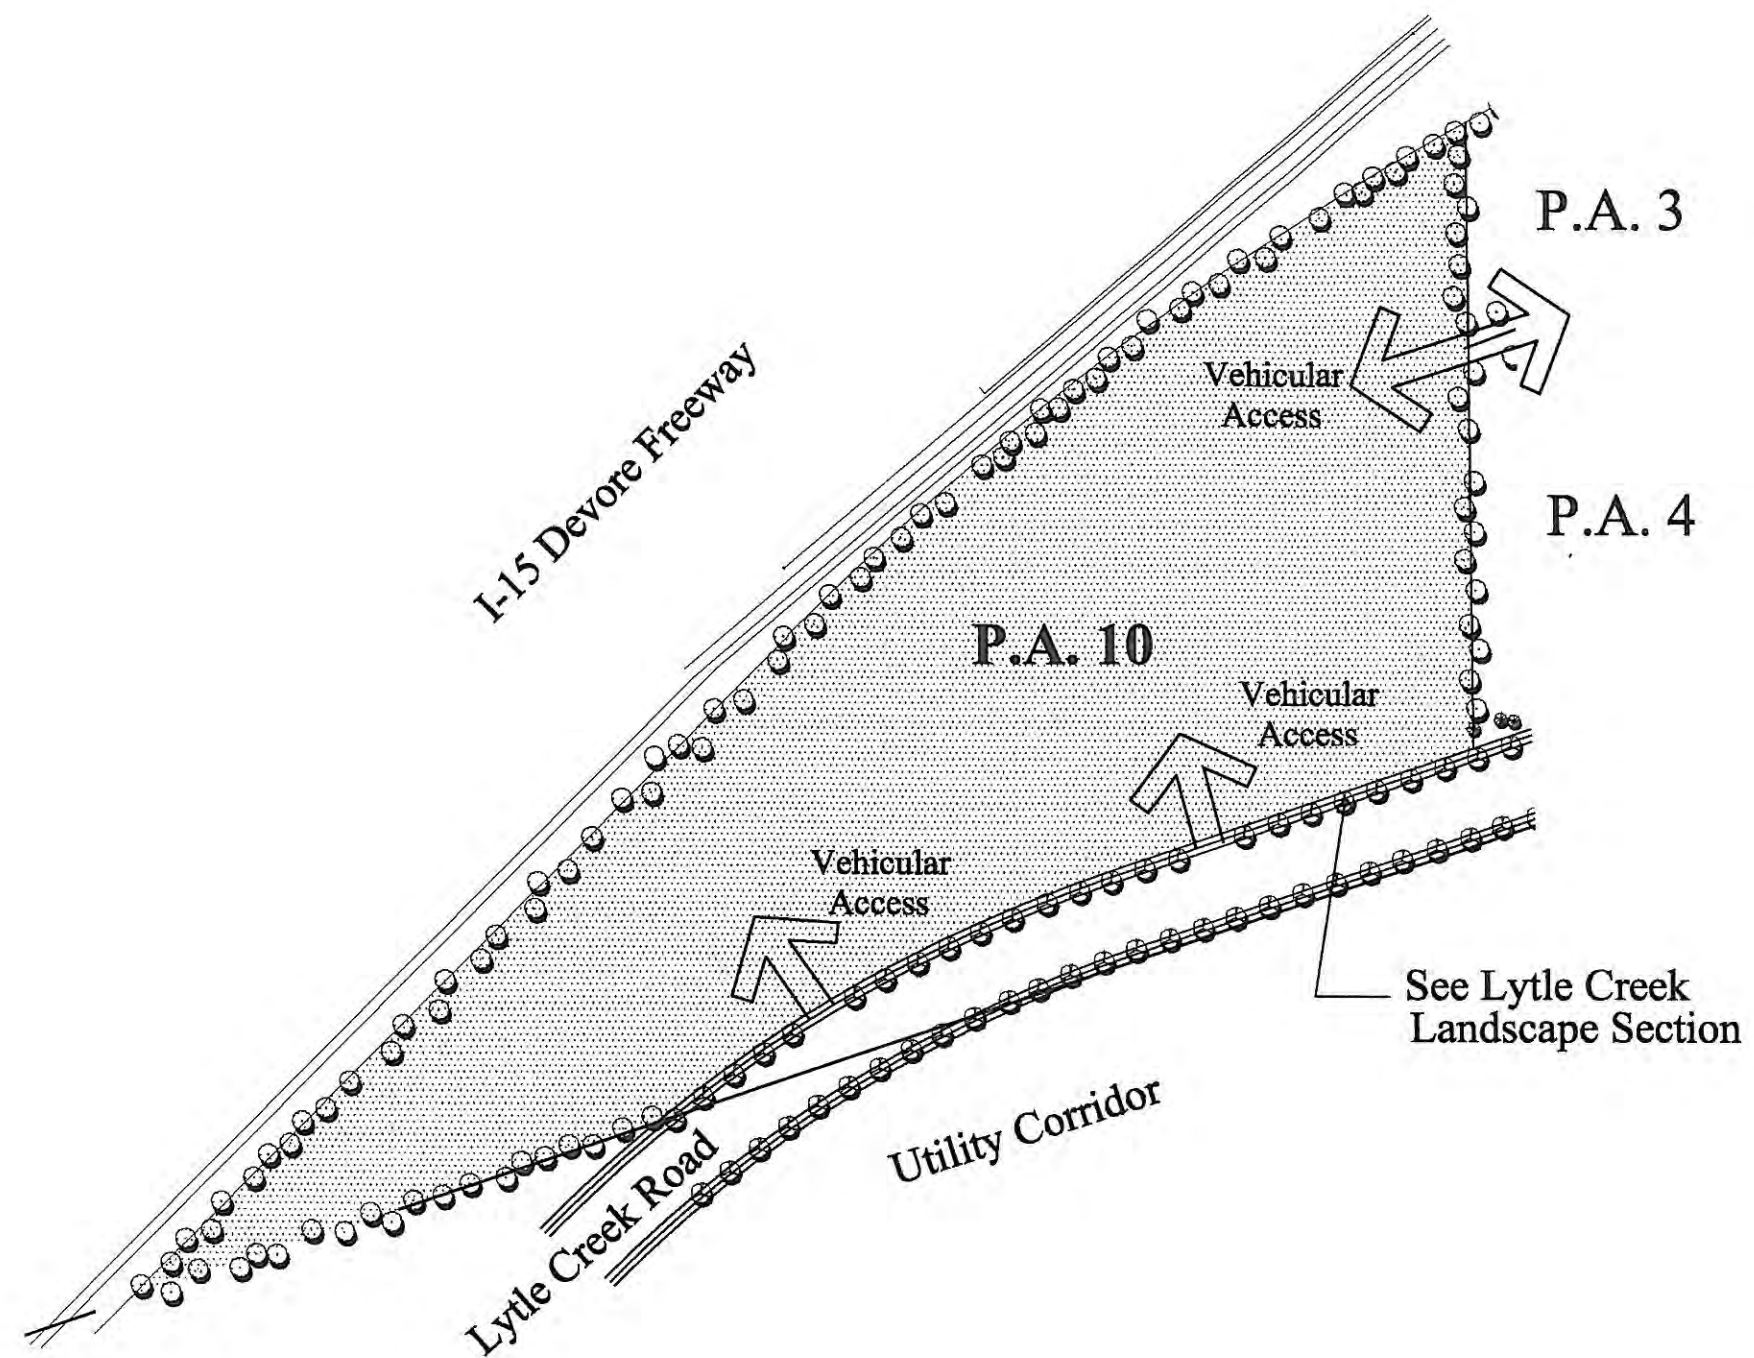 P.A. 3
Vehicular
Access
I-15 Devore Freeway
P.A. 4
P.A. 10
Vehicular
Access
Vehicular
Access
See Lytle Creek
Landscape Section
Utility Corridor
Lytle Creek Road